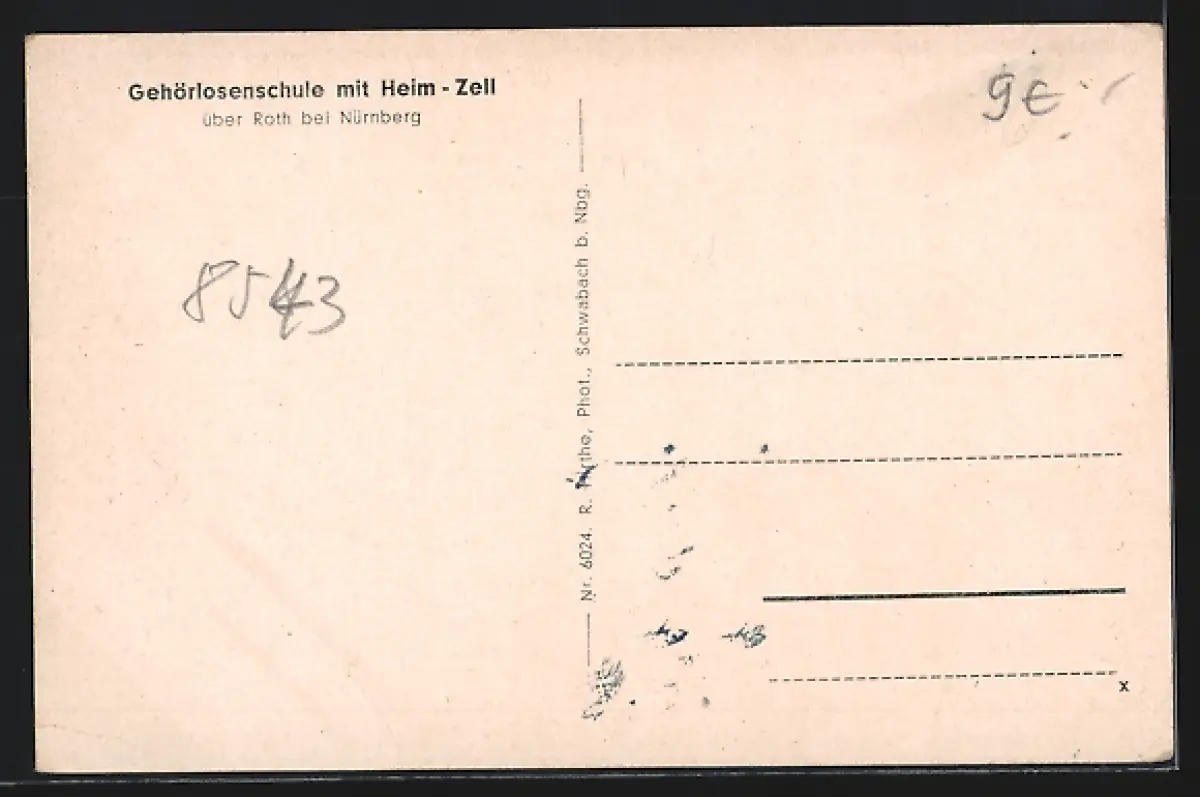 Gehörlosenschule mit Heim - Zell
über Roth bei Nürnberg
8543
Nr. 6024. R. Phot., Schwabach b. Nbg.
9€
x